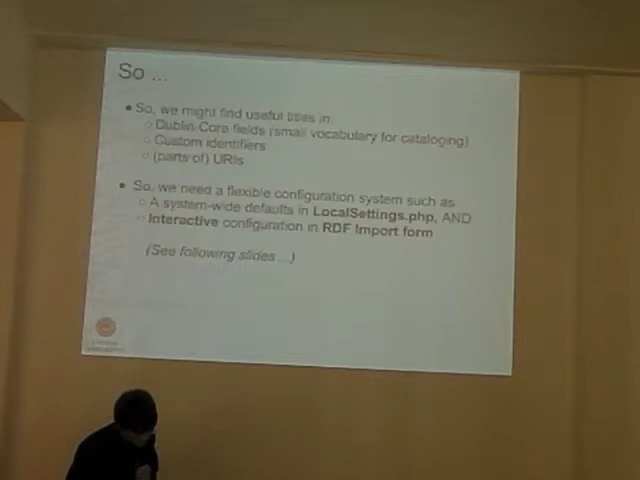 So ...
• So, we might find useful titles in:
○ Dublin Core fields (small vocabulary for cataloging)
○ Custom identifiers
○ (parts of) URIs
• So, we need a flexible configuration system such as
○ A system-wide defaults in LocalSettings.php, AND
○ Interactive configuration in RDF Import form
(See following slides ...)